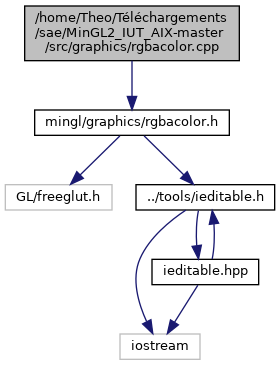 /home/Theo/Téléchargements
/sae/MinGL2_IUT_AIX-master
/src/graphics/rgbacolor.cpp
mingl/graphics/rgbacolor.h
GL/freeglut.h
../tools/ieditable.h
ieditable.hpp
iostream